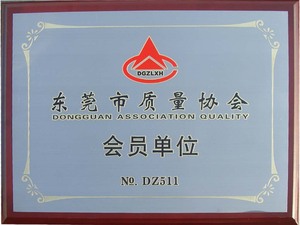 DGZLXH
东莞市质量协会
DONGGUAN ASSOCIATION QUALITY
会员单位
№. DZ511